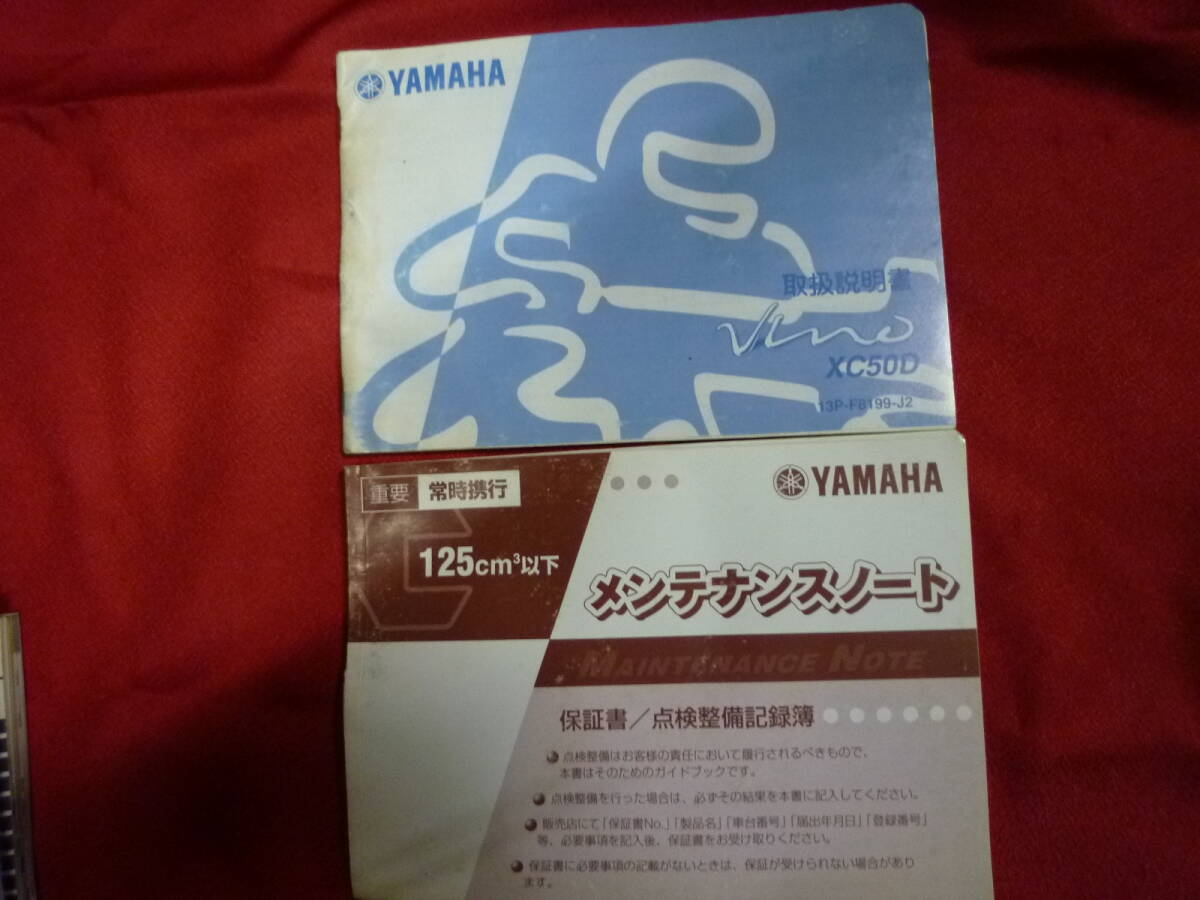 YAMAHA
取扱説明書
Vino
XC50D
13P-F8199-J2
重要 常時携行
YAMAHA
125cm³以下
メンテナンスノート
MAINTENANCE NOTE
保証書／点検整備記録簿
点検整備はお客様の責任において履行されるべきもので、
本書はそのためのガイドブックです。
点検整備を行った場合は、必ずその結果を本書に記入してください。
販売店にて「保証書No.」「製品名」「車台番号」「届出年月日」「登録番号」
等、必要事項を記入後、保証書をお受け取りください。
保証書に必要事項の記載がないときは、保証が受けられない場合があり
ます。